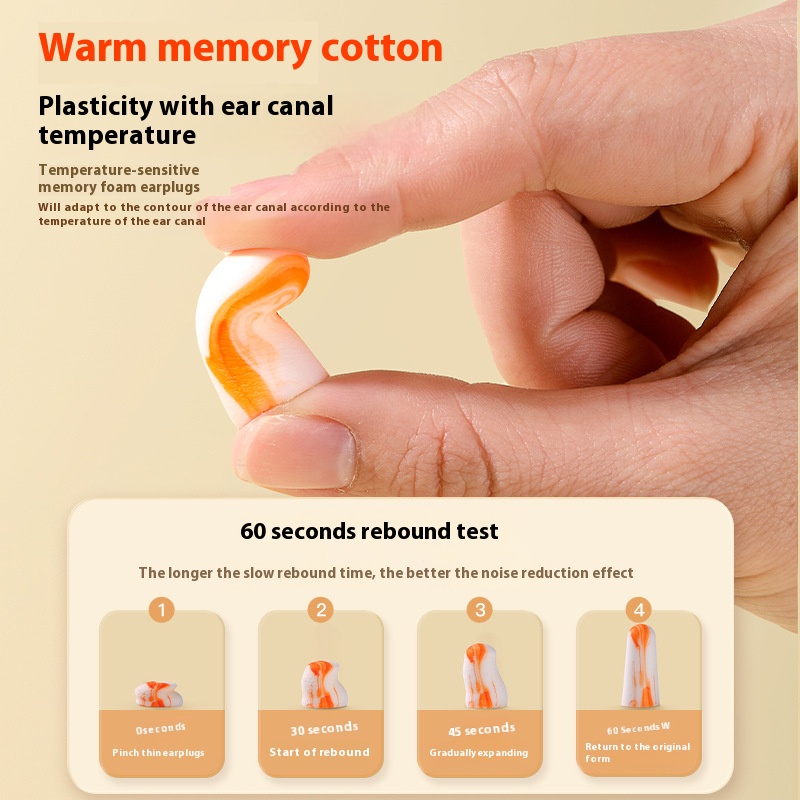 Warm memory cotton
Plasticity with ear canal
temperature
Temperature-sensitive
memory foam earplugs
Will adapt to the contour of the ear canal according to the
temperature of the ear canal
60 seconds rebound test
The longer the slow rebound time, the better the noise reduction effect
1
2
3
4
0seconds
30 seconds
45 seconds
60 Seconds W
Pinch thin earplugs
Start of rebound
Gradually expanding
Return to the original
form